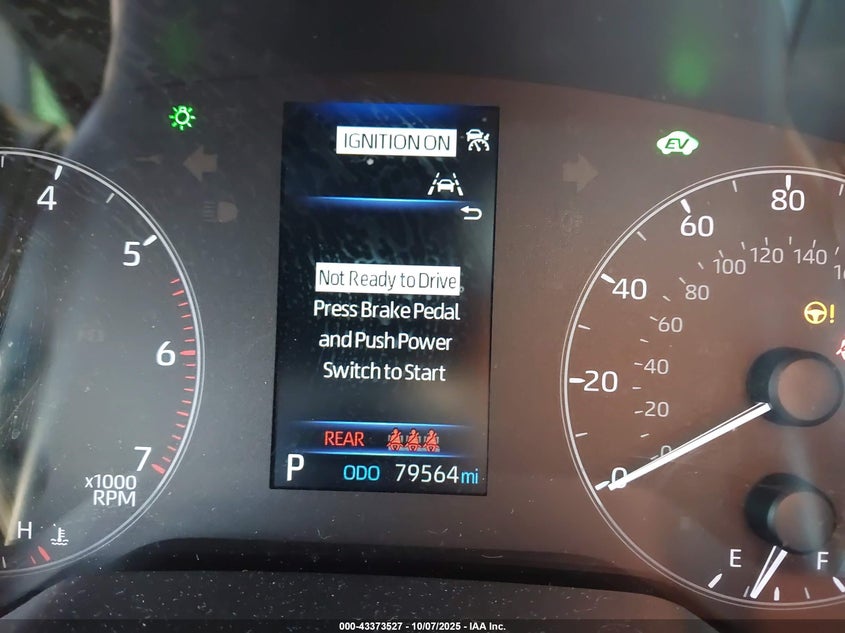 IGNITION ON
EV
Not Ready to Drive
Press Brake Pedal
and Push Power
Switch to Start
REAR
P ODO 79564 mi
4
5
6
7
x1000
RPM
H
80
60
40
20
0
140
120
100
80
60
40
20
0
!
E F
000-43373527 - 10/07/2025 - IAA Inc.